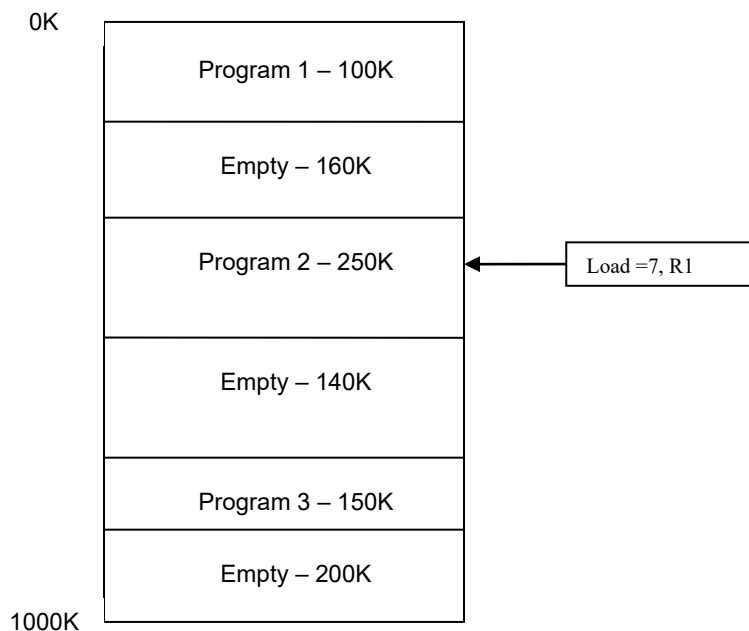 0K
Program 1 – 100K
Empty – 160K
Program 2 – 250K
Load =7, R1
Empty – 140K
Program 3 – 150K
Empty – 200K
1000K